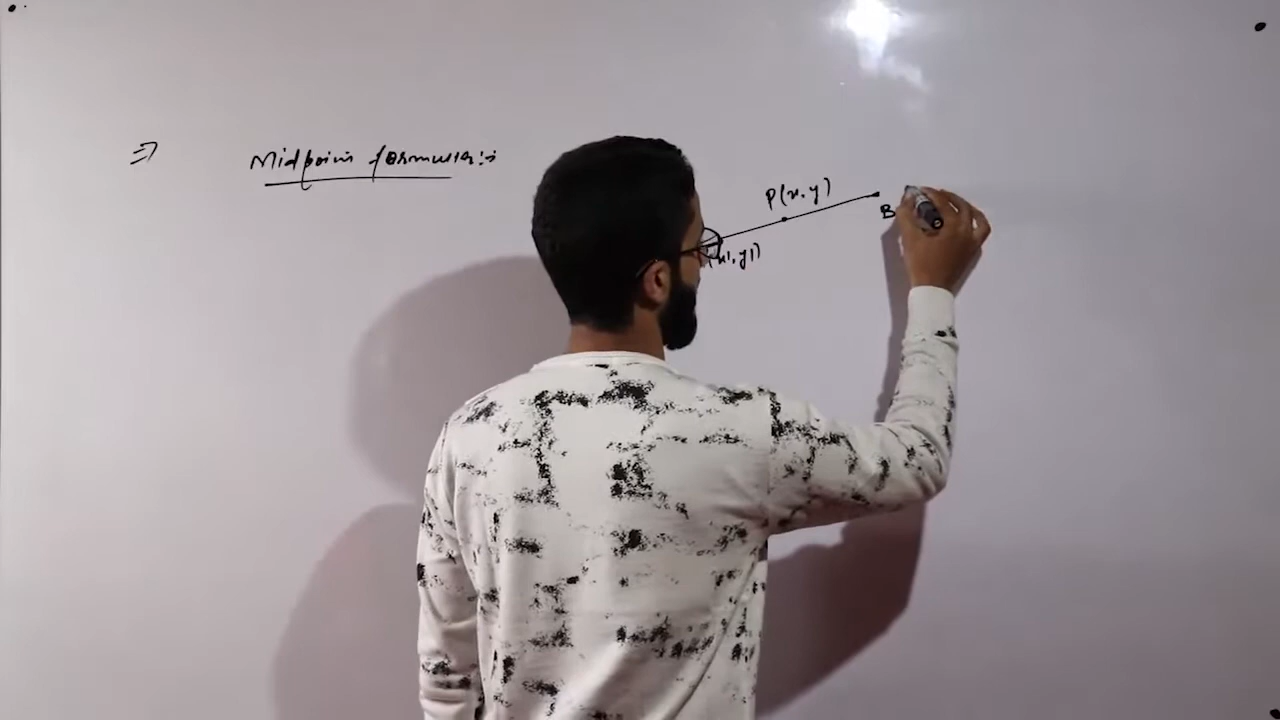 ⇒ Midpoint formula:→
P(x,y)
B
(x1,y1)